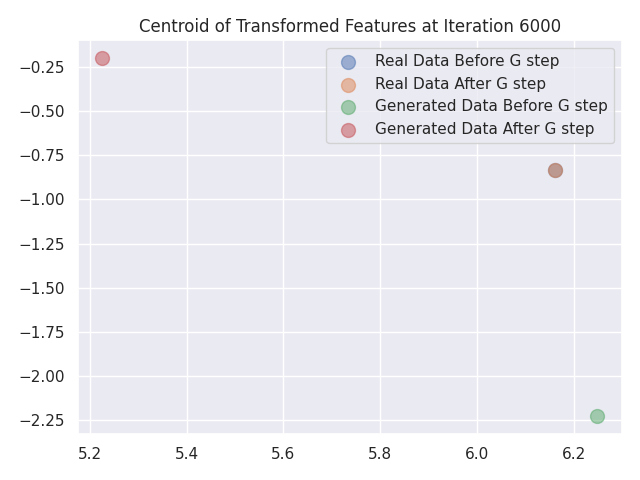 Centroid of Transformed Features at Iteration 6000
Real Data Before G step
Real Data After G step
Generated Data Before G step
Generated Data After G step
−0.25
−0.50
−0.75
−1.00
−1.25
−1.50
−1.75
−2.00
−2.25
5.2 5.4 5.6 5.8 6.0 6.2